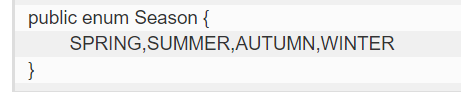 public enum Season {
SPRING,SUMMER,AUTUMN,WINTER
}